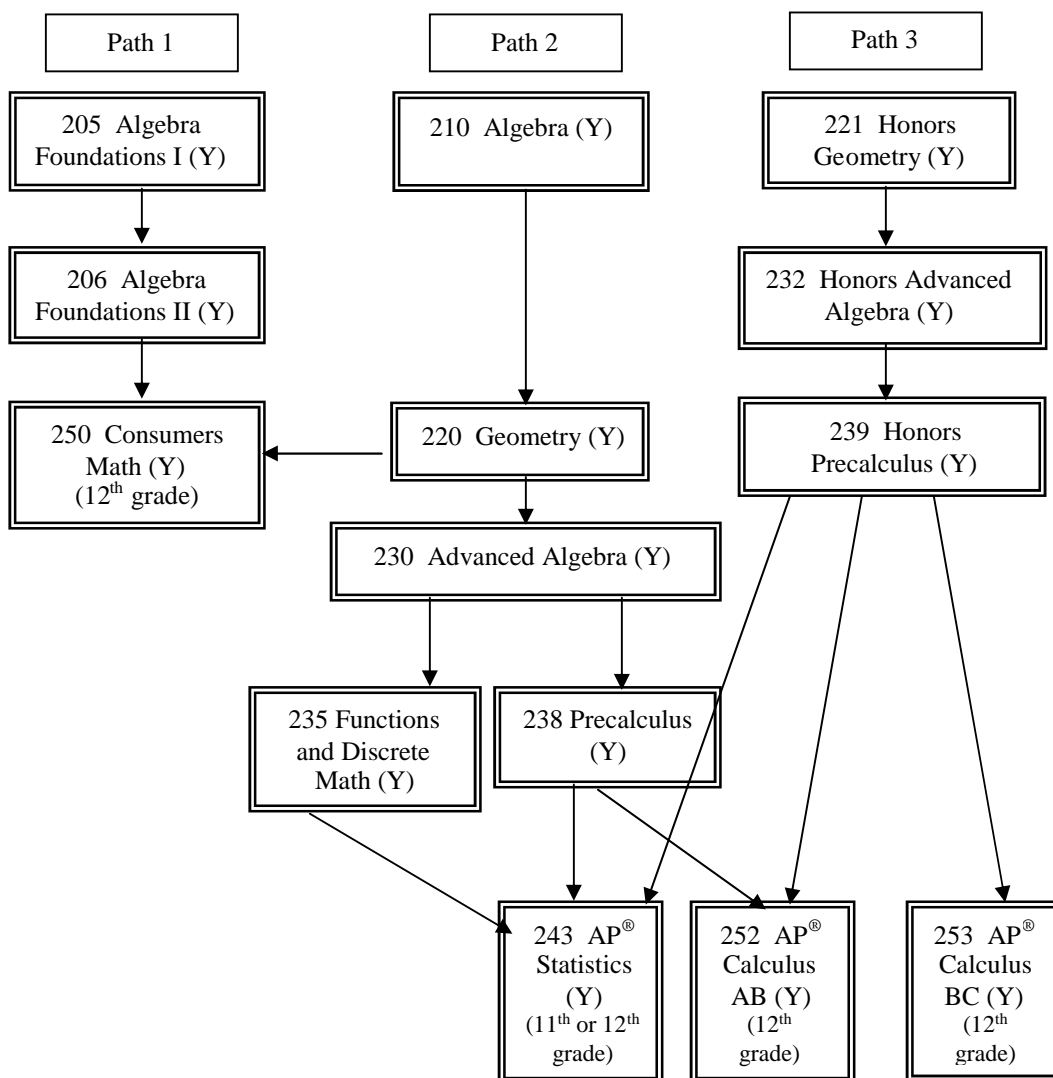 Path 1
Path 2
Path 3
205 Algebra
Foundations I (Y)
210 Algebra (Y)
221 Honors
Geometry (Y)
206 Algebra
Foundations II (Y)
232 Honors Advanced
Algebra (Y)
250 Consumers
Math (Y)
(12th grade)
220 Geometry (Y)
239 Honors
Precalculus (Y)
230 Advanced Algebra (Y)
235 Functions
and Discrete
Math (Y)
238 Precalculus
(Y)
243 AP®
Statistics
(Y)
(11th or 12th
grade)
252 AP®
Calculus
AB (Y)
(12th
grade)
253 AP®
Calculus
BC (Y)
(12th
grade)